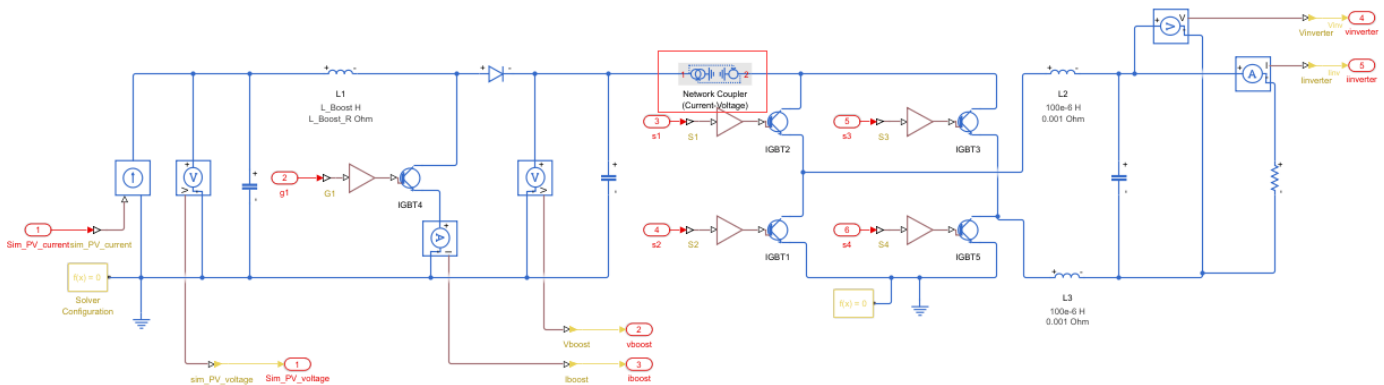 1
Sim_PV_current
sim_PV_current
f(x) = 0
Solver
Configuration
V
sim_PV_voltage
1
Sim_PV_voltage
L1
L_Boost H
L_Boost_R Ohm
2
g1
G1
IGBT4
A
I
V
V
Vboost
2
vboost
Iboost
3
iboost
1
2
Network Coupler
(Current-Voltage)
3
s1
S1
IGBT2
5
s3
S3
IGBT3
4
s2
S2
IGBT1
6
s4
S4
IGBT5
f(x) = 0
L2
100e-6 H
0.001 Ohm
L3
100e-6 H
0.001 Ohm
V
V
Vinverter
VInv
4
vinverter
A
I
Iinverter
IInv
5
iinverter